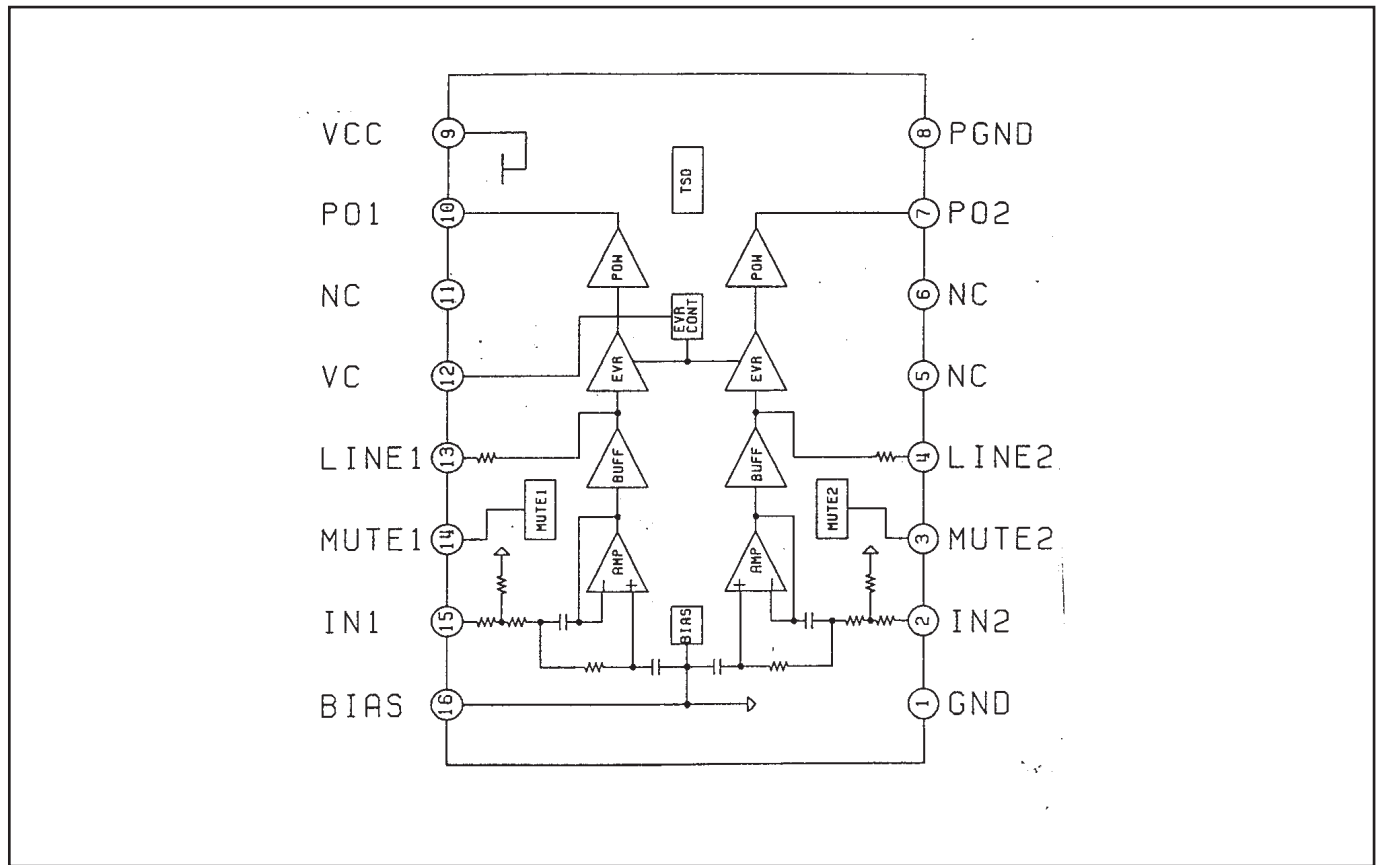 VCC 9 8 PGND
TSD
PO1 10 7 PO2
POW POW
NC 11 6 NC
EVR CONT
VC 12 5 NC
EVR EVR
LINE1 13 4 LINE2
BUFF BUFF
MUTE1 MUTE2
MUTE1 14 3 MUTE2
AMP AMP
- + + -
IN1 15 2 IN2
BIAS
BIAS 16 1 GND